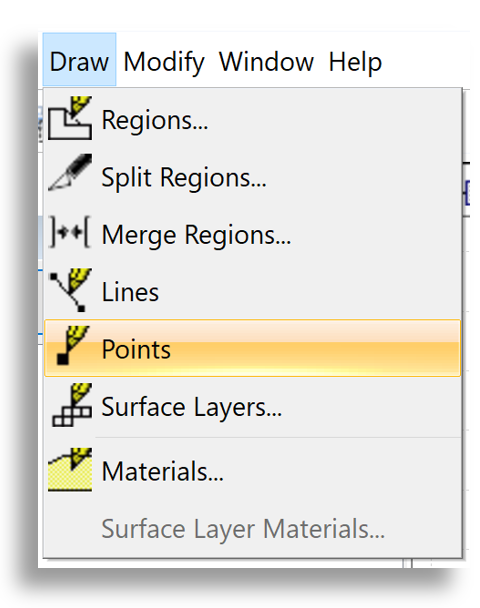 Draw Modify Window Help
Regions...
Split Regions...
Merge Regions...
Lines
Points
Surface Layers...
Materials...
Surface Layer Materials...